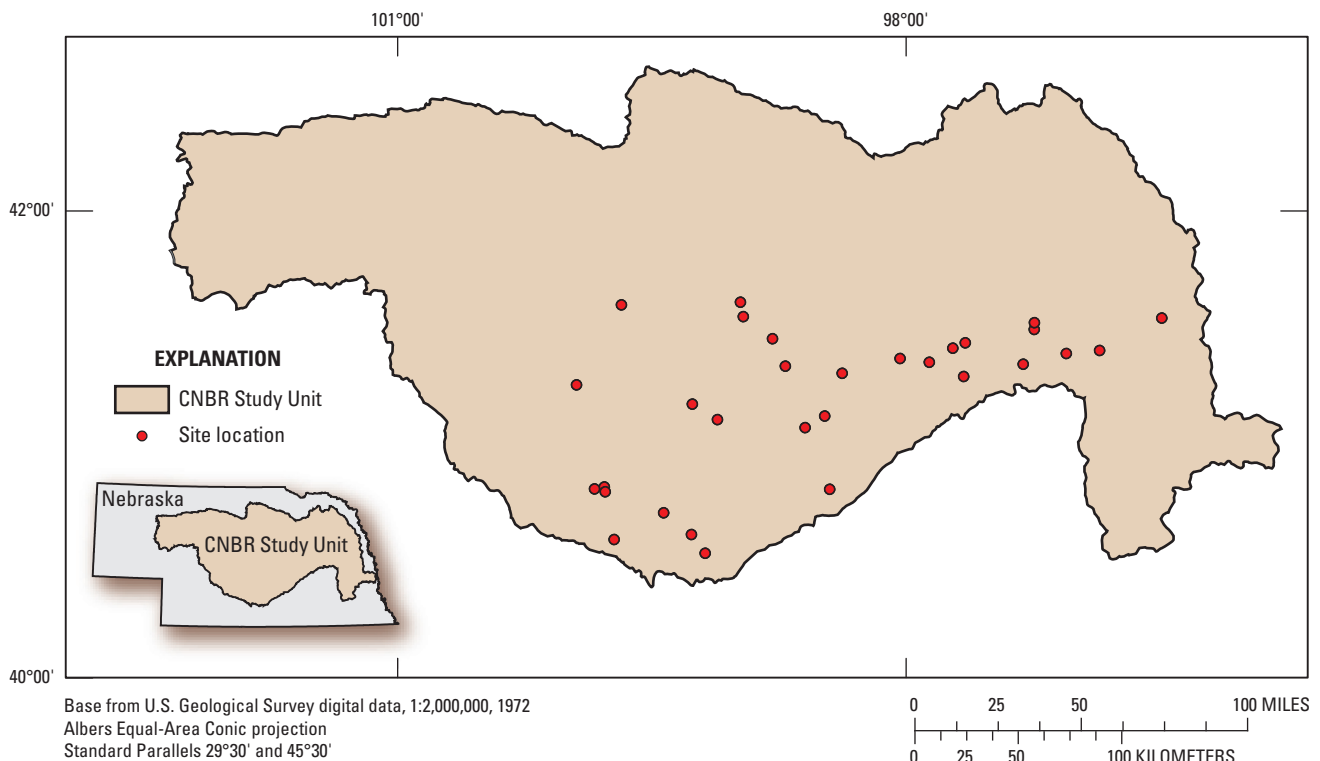 101°00' 98°00'
42°00'
EXPLANATION
CNBR Study Unit
Site location
Nebraska
CNBR Study Unit
40°00'
Base from U.S. Geological Survey digital data, 1:2,000,000, 1972
Albers Equal-Area Conic projection
Standard Parallels 29°30' and 45°30'
0 25 50 100 MILES
0 25 50 100 KILOMETERS